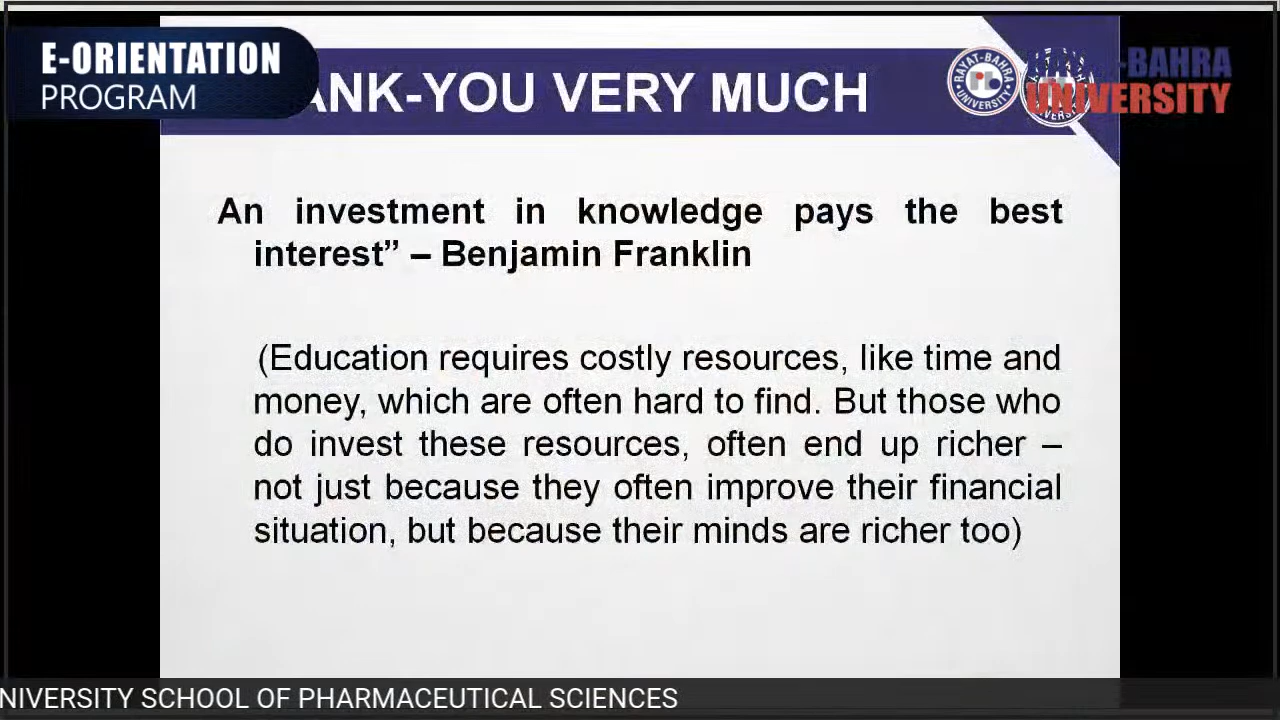 E-ORIENTATION
PROGRAM
ANK-YOU VERY MUCH
RAYAT-BAHRA
UNIVERSITY
-BAHRA
UNIVERSITY
An investment in knowledge pays the best
interest” – Benjamin Franklin
(Education requires costly resources, like time and
money, which are often hard to find. But those who
do invest these resources, often end up richer –
not just because they often improve their financial
situation, but because their minds are richer too)
NIVERSITY SCHOOL OF PHARMACEUTICAL SCIENCES